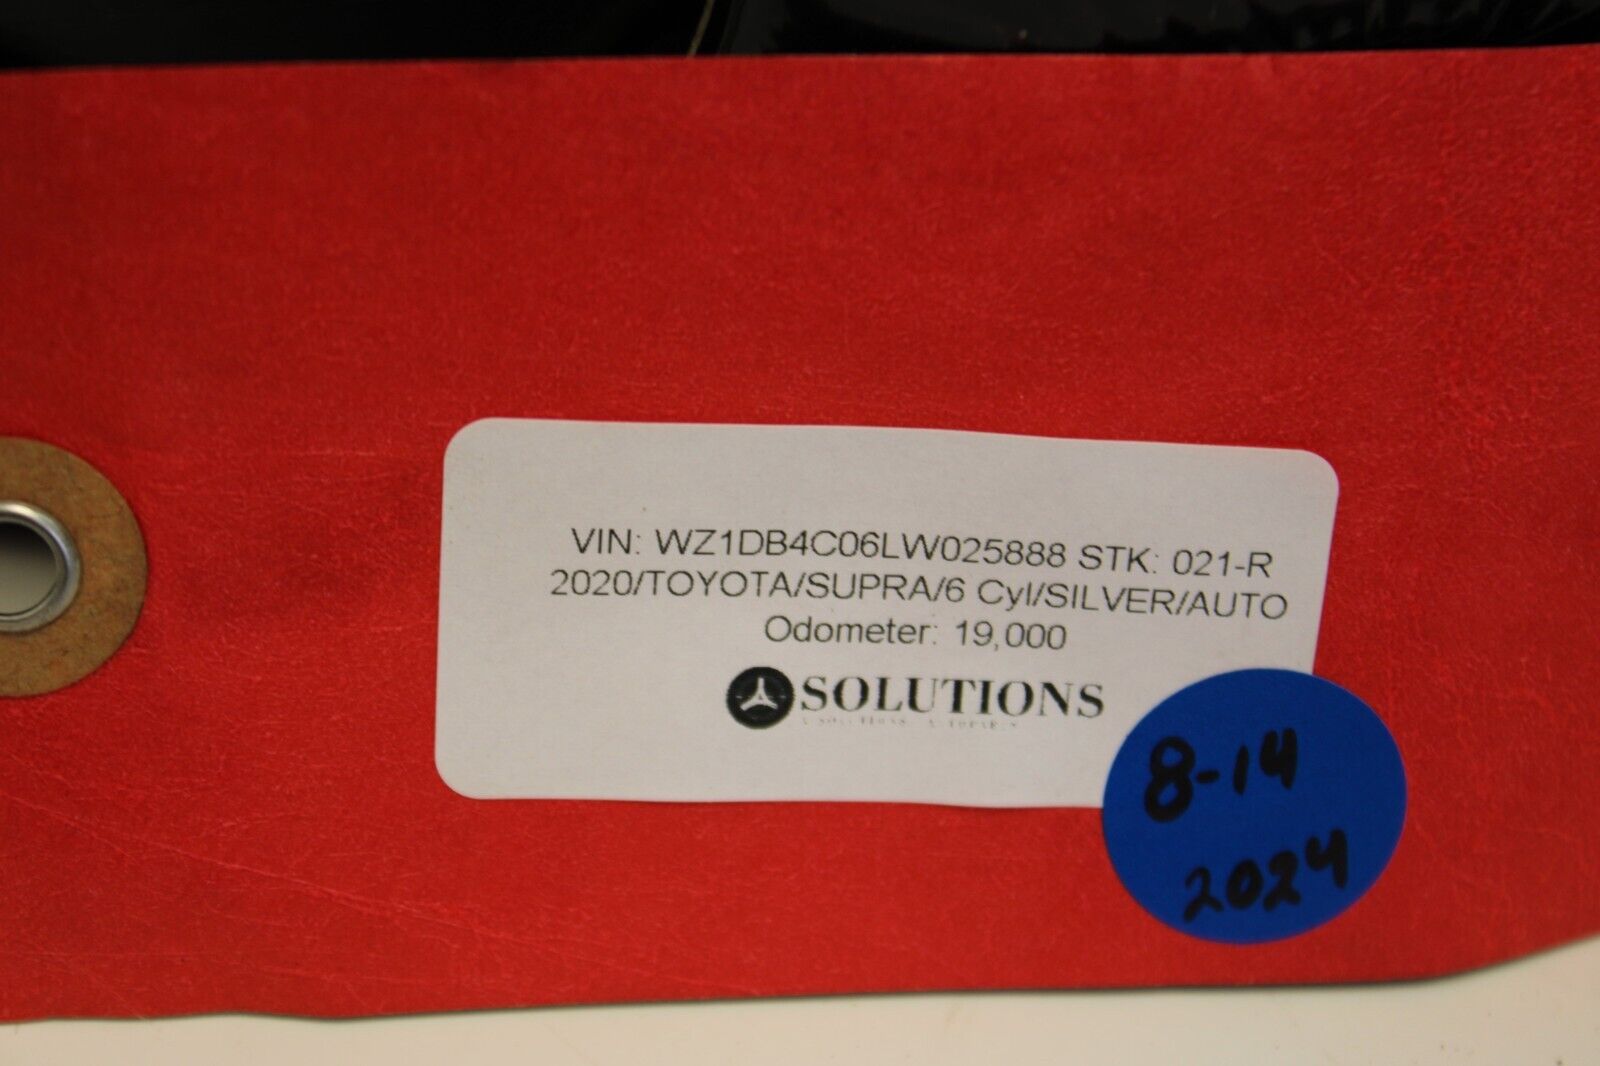 VIN: WZ1DB4C06LW025888 STK: 021-R
2020/TOYOTA/SUPRA/6 Cyl/SILVER/AUTO
Odometer: 19,000
SOLUTIONS
8-14
2024